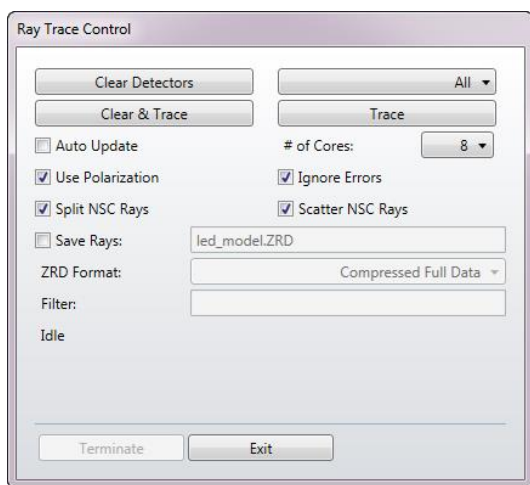 Ray Trace Control
Clear Detectors All
Clear & Trace Trace
Auto Update # of Cores: 8
Use Polarization Ignore Errors
Split NSC Rays Scatter NSC Rays
Save Rays: led_model.ZRD
ZRD Format: Compressed Full Data
Filter:
Idle
Terminate Exit